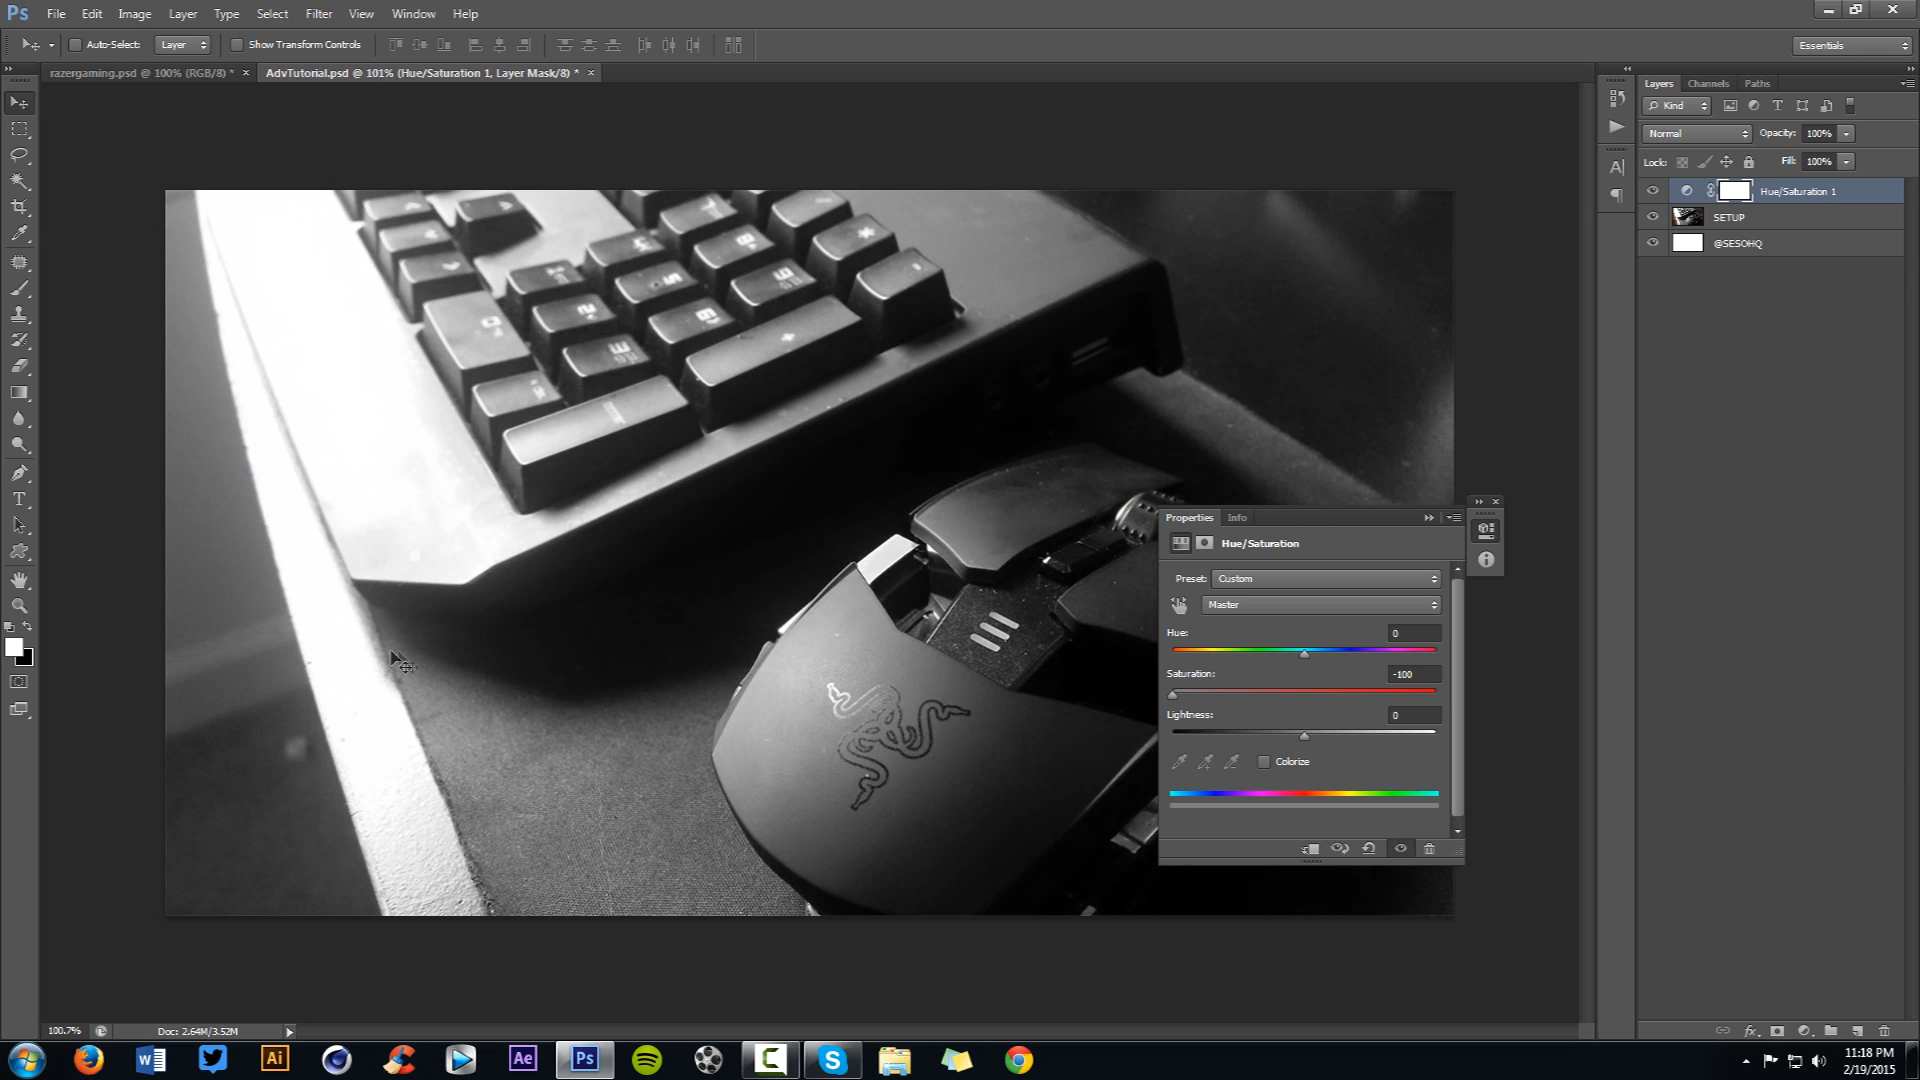 Ps File Edit Image Layer Type Select Filter View Window Help
Auto-Select: Layer Show Transform Controls Essentials
razergaming.psd @ 100% (RGB/8) * × AdvTutorial.psd @ 101% (Hue/Saturation 1, Layer Mask/8) * ×
Layers Channels Paths
Kind
Normal Opacity: 100%
Lock: Fill: 100%
Hue/Saturation 1
SETUP
@SESOHQ
Properties Info
Hue/Saturation
Preset: Custom
Master
Hue: 0
Saturation: -100
Lightness: 0
Colorize
100.7% Doc: 2.64M/3.52M
Ai Ae Ps
11:18 PM
2/19/2015